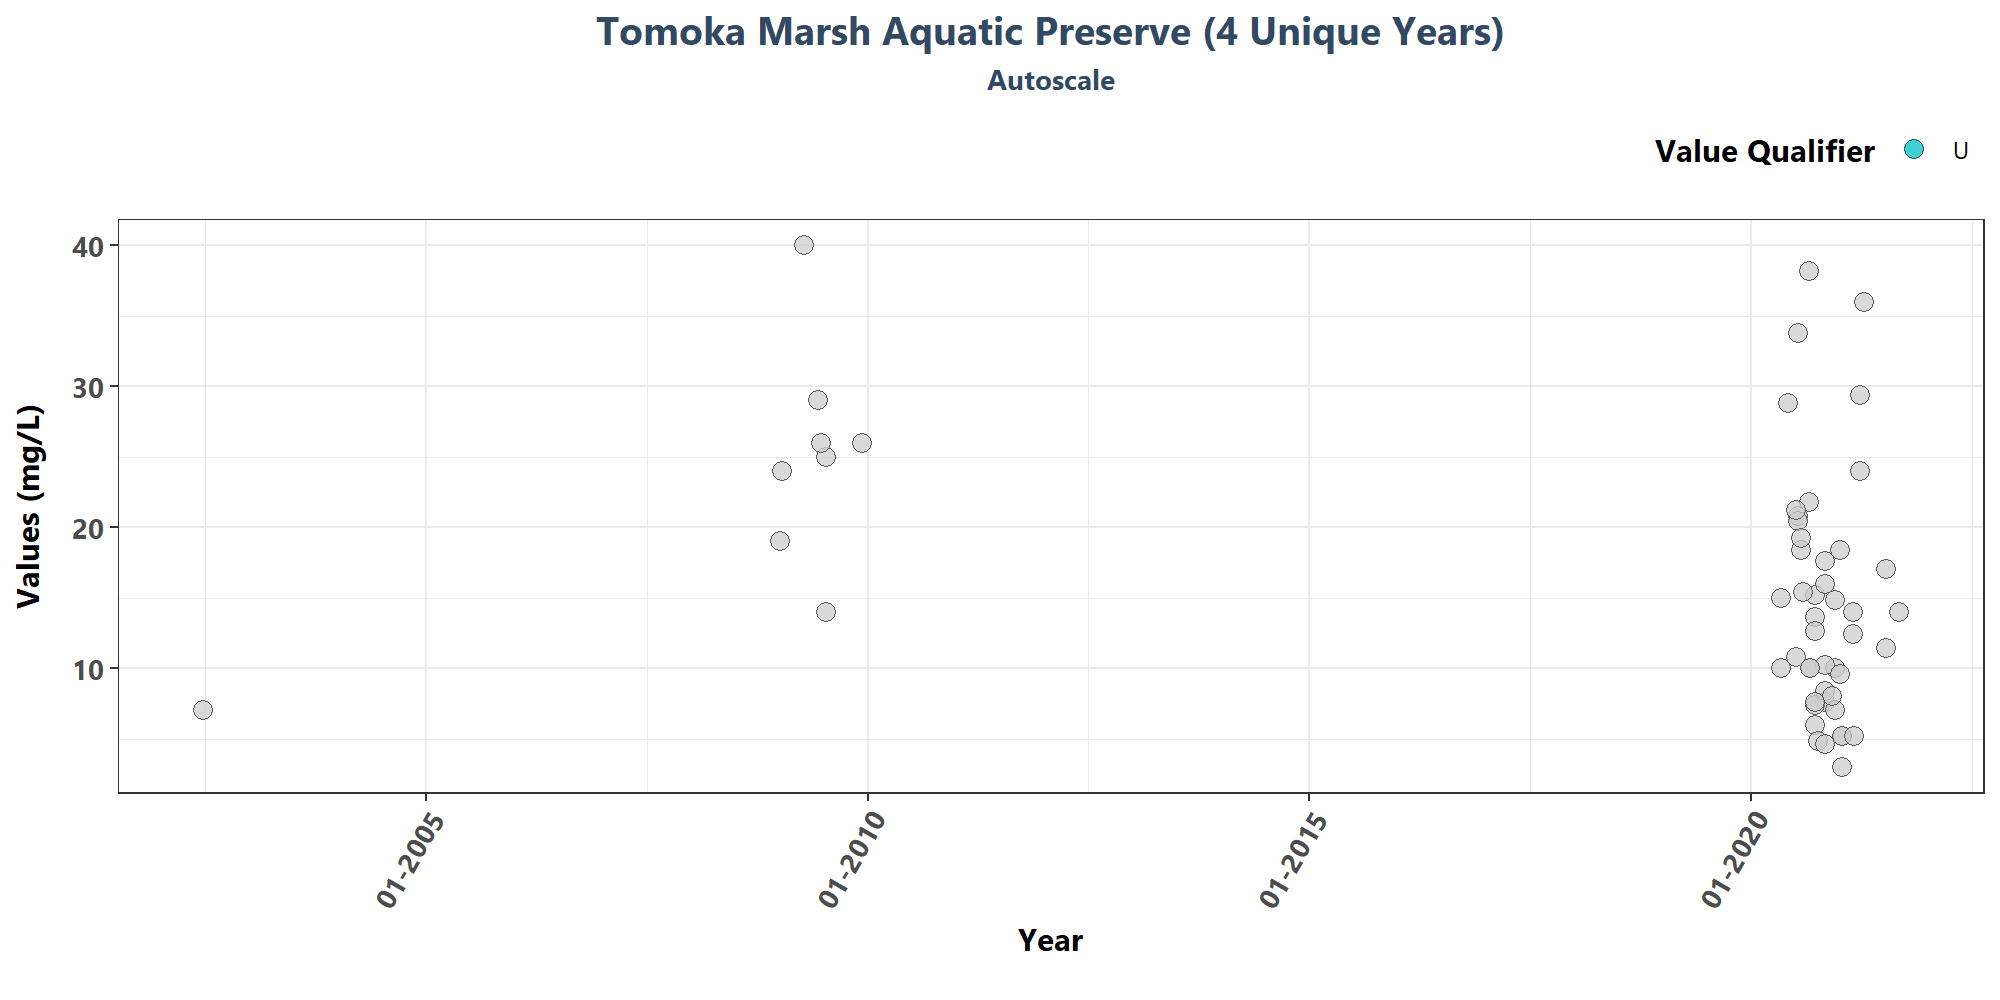 Tomoka Marsh Aquatic Preserve (4 Unique Years)
Autoscale
Value Qualifier U
Values (mg/L)
40
30
20
10
01-2005 01-2010 01-2015 01-2020
Year